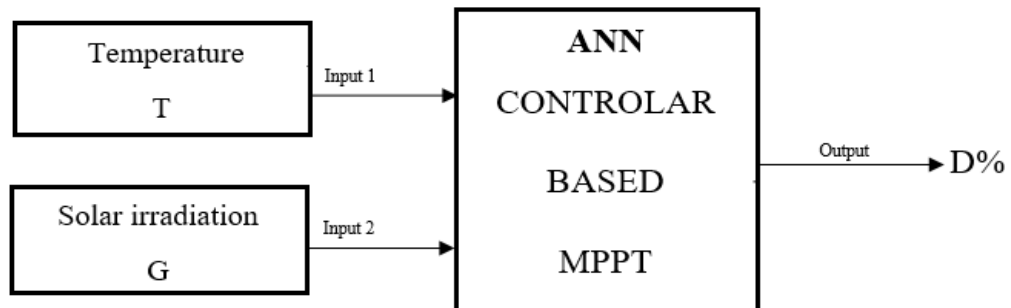 Temperature
T
Input 1
Solar irradiation
G
Input 2
ANN
CONTROLAR
BASED
MPPT
Output
D%